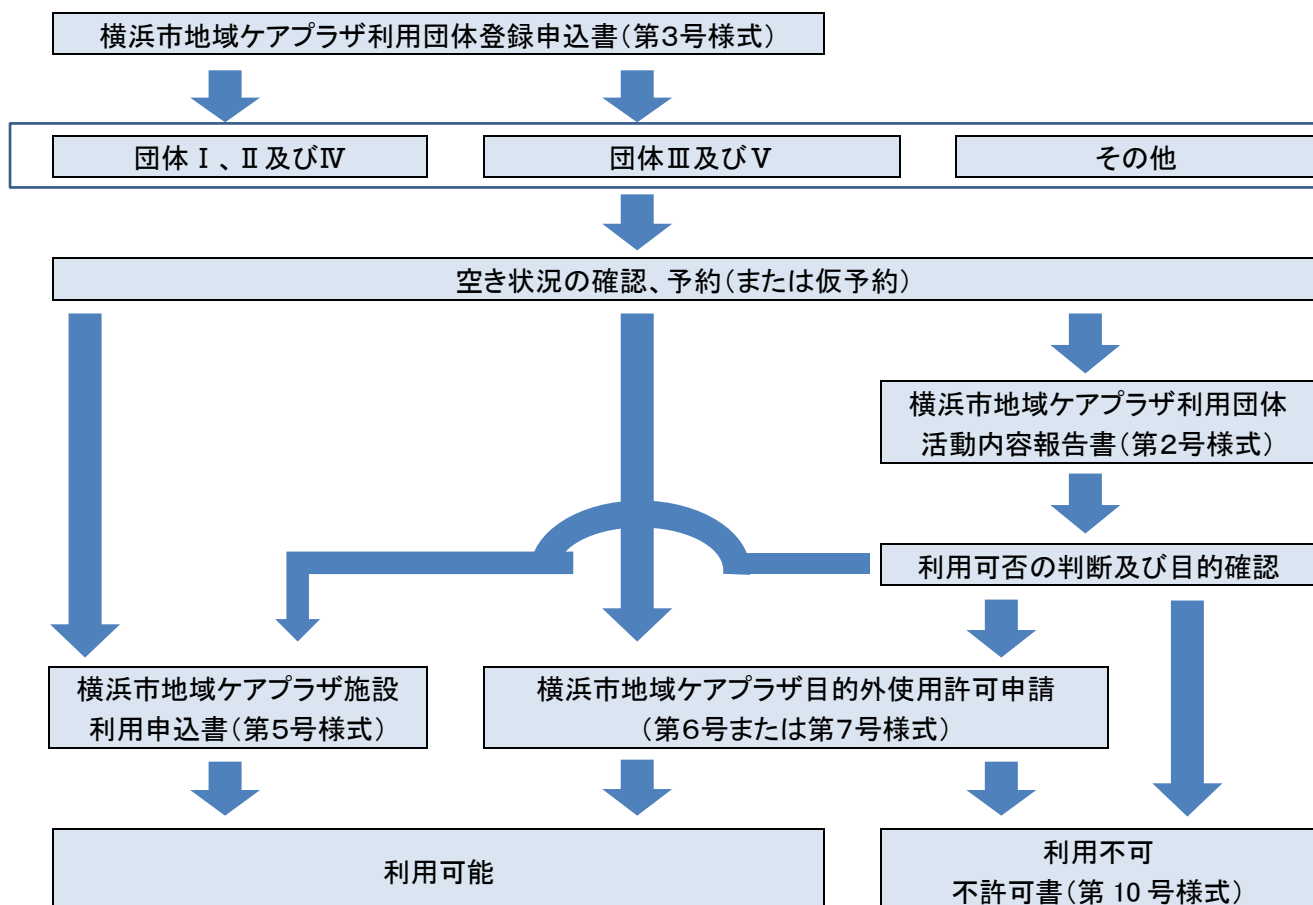 横浜市地域ケアプラザ利用団体登録申込書(第3号様式)
団体Ⅰ、Ⅱ及びⅣ
団体Ⅲ及びⅤ
その他
空き状況の確認、予約(または仮予約)
横浜市地域ケアプラザ利用団体
活動内容報告書(第2号様式)
利用可否の判断及び目的確認
横浜市地域ケアプラザ施設
利用申込書(第5号様式)
横浜市地域ケアプラザ目的外使用許可申請
(第6号または第7号様式)
利用可能
利用不可
不許可書(第 10 号様式)